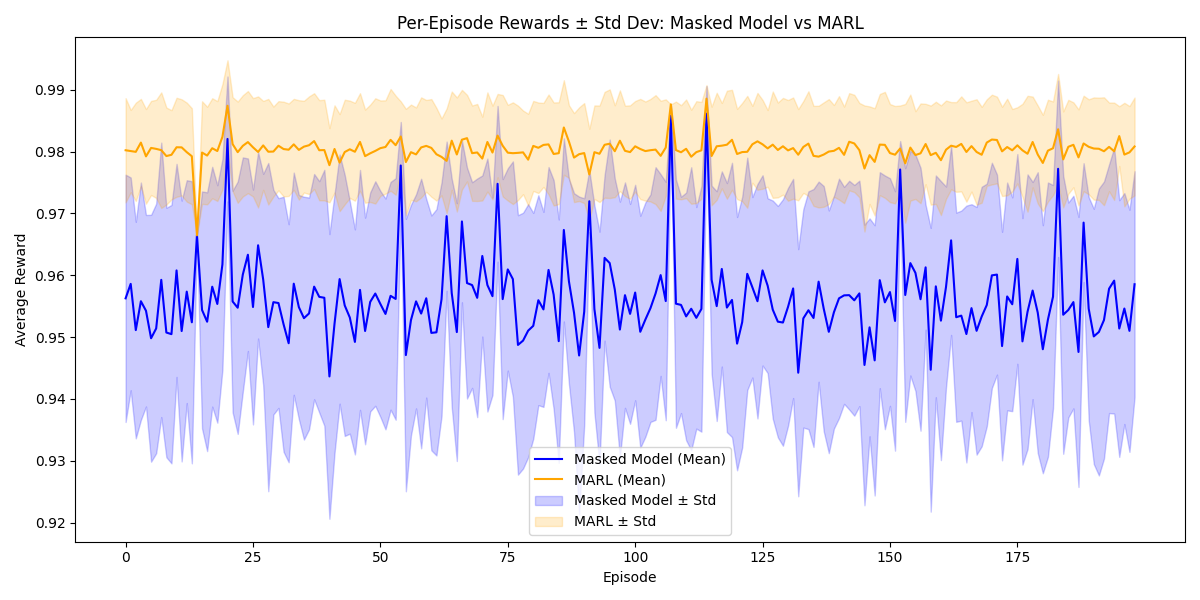 Per-Episode Rewards ± Std Dev: Masked Model vs MARL
Average Reward
0.99
0.98
0.97
0.96
0.95
0.94
0.93
0.92
Masked Model (Mean)
MARL (Mean)
Masked Model ± Std
MARL ± Std
0 25 50 75 100 125 150 175
Episode